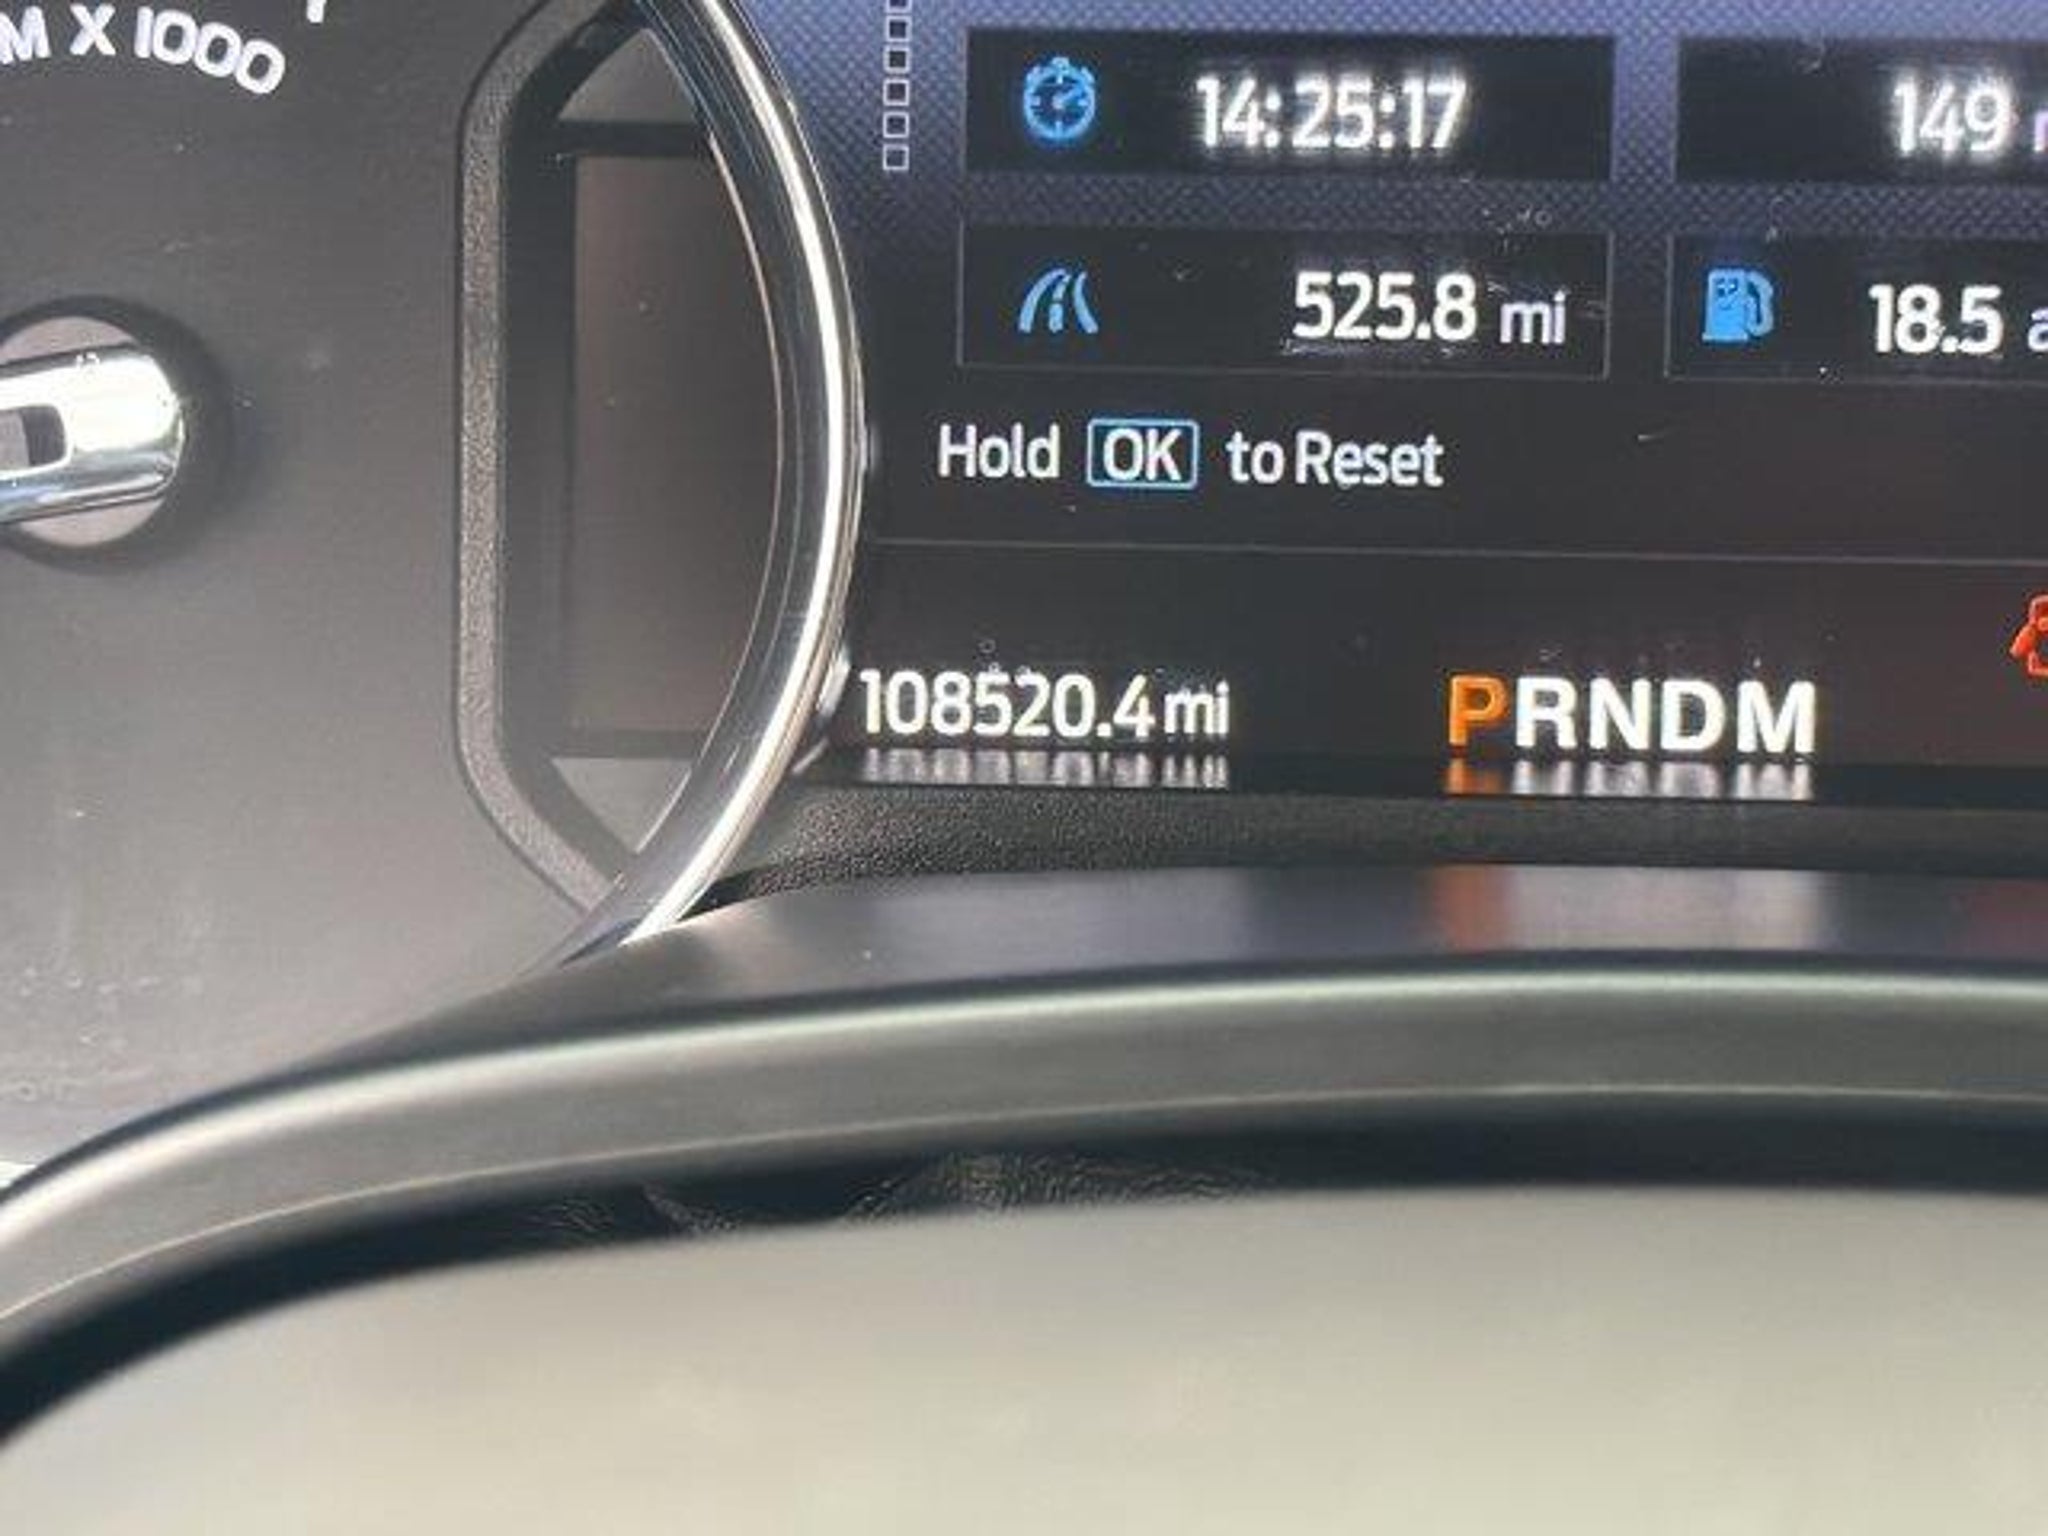 X 1000
14:25:17
149
525.8 mi
18.5
Hold OK to Reset
108520.4 mi
PRNDM